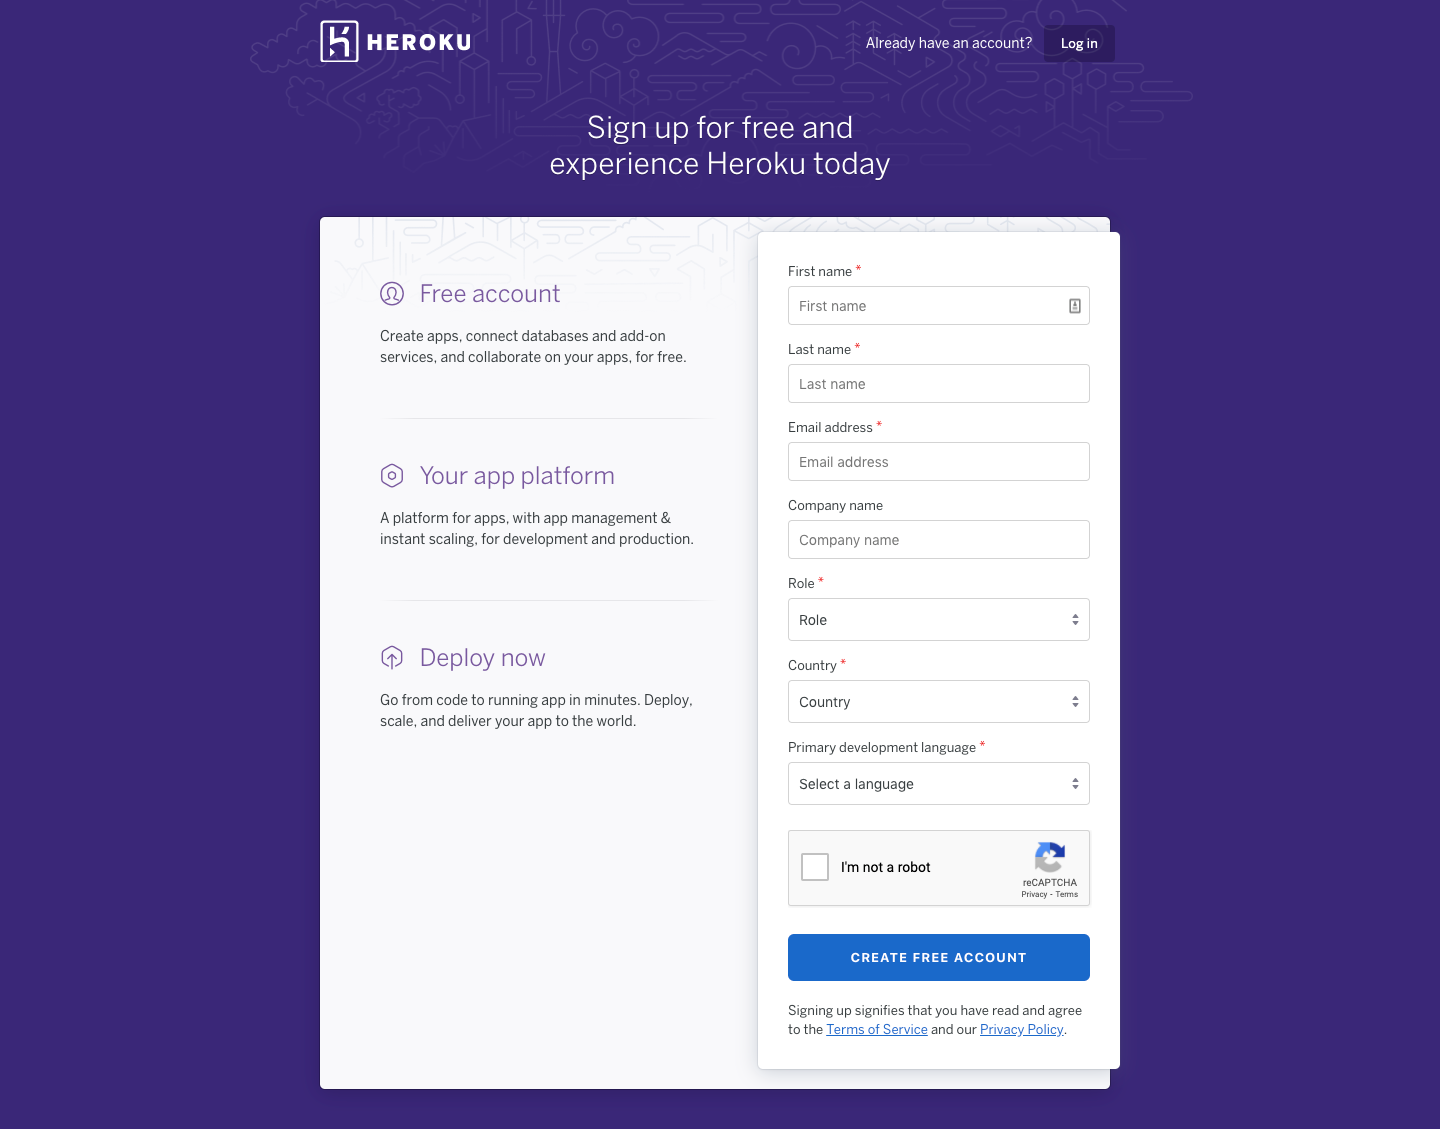 HEROKU
Already have an account?
Log in
Sign up for free and
experience Heroku today
Free account
Create apps, connect databases and add-on
services, and collaborate on your apps, for free.
Your app platform
A platform for apps, with app management &
instant scaling, for development and production.
Deploy now
Go from code to running app in minutes. Deploy,
scale, and deliver your app to the world.
First name *
First name
Last name *
Last name
Email address *
Email address
Company name
Company name
Role *
Role
Country *
Country
Primary development language *
Select a language
I'm not a robot
reCAPTCHA
Privacy - Terms
CREATE FREE ACCOUNT
Signing up signifies that you have read and agree
to the Terms of Service and our Privacy Policy.